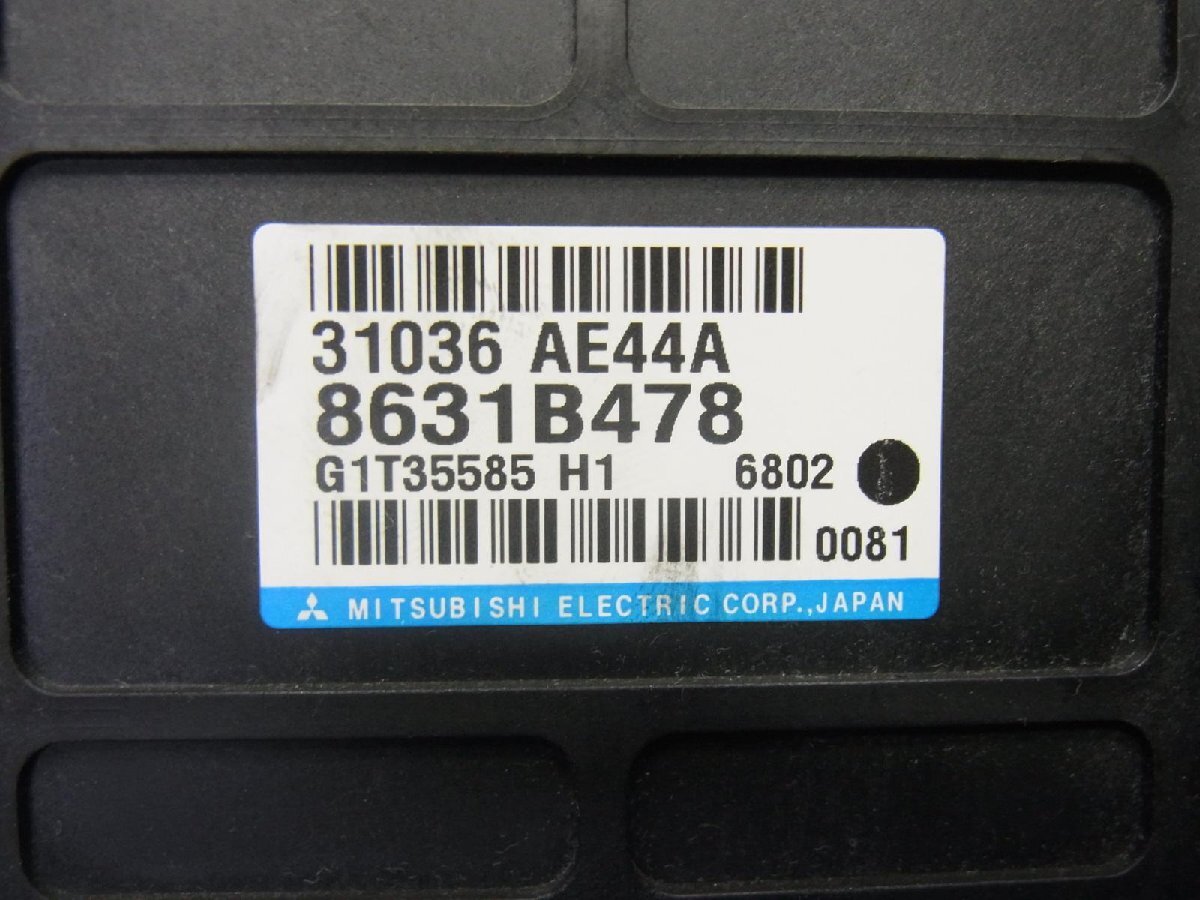 31036 AE44A
8631B478
G1T35585 H1 6802
0081
MITSUBISHI ELECTRIC CORP.,JAPAN